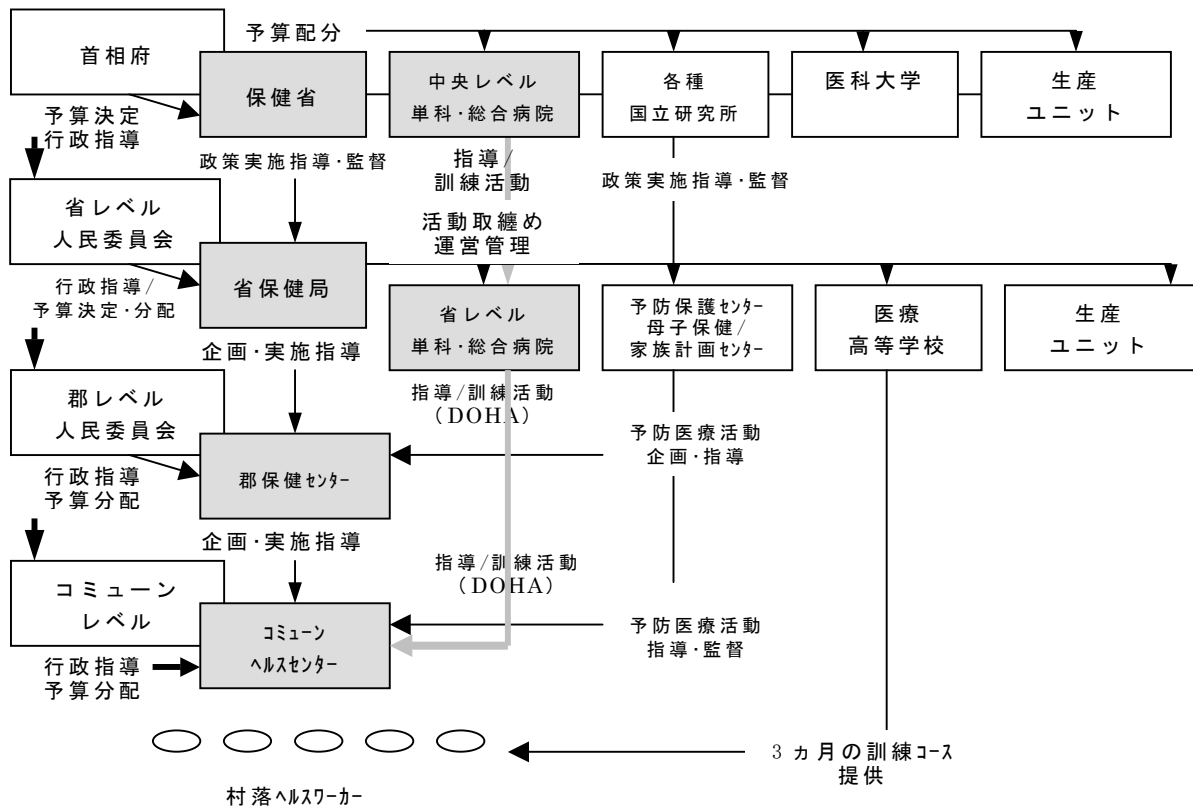 予算配分
首相府
保健省
中央レベル
単科・総合病院
各種
国立研究所
医科大学
生産
ユニット
予算決定
行政指導
政策実施指導・監督
指導/
訓練活動
政策実施指導・監督
省レベル
人民委員会
活動取纏め
運営管理
省保健局
行政指導/
予算決定・分配
省レベル
単科・総合病院
予防保護ｾﾝﾀｰ
母子保健/
家族計画ｾﾝﾀｰ
医療
高等学校
生産
ユニット
企画・実施指導
指導/訓練活動
（DOHA）
郡レベル
人民委員会
予防医療活動
企画・指導
郡保健ｾﾝﾀｰ
行政指導
予算分配
企画・実施指導
指導/訓練活動
（DOHA）
コミューン
レベル
ｺﾐｭｰﾝ
ﾍﾙｽｾﾝﾀｰ
予防医療活動
指導・監督
行政指導
予算分配
3 ヵ月の訓練ｺｰｽ
提供
村落ﾍﾙｽﾜｰｶｰ